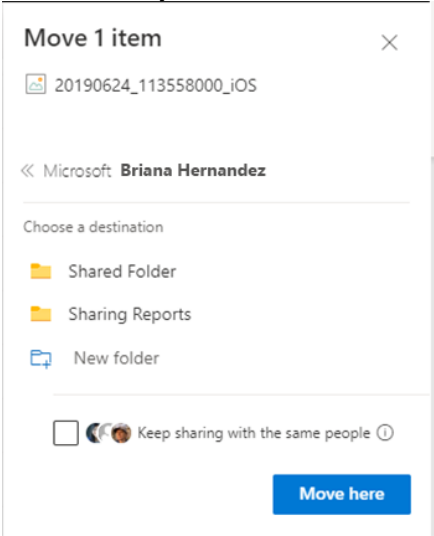 Move 1 item
20190624_113558000_iOS
Microsoft Briana Hernandez
Choose a destination
Shared Folder
Sharing Reports
New folder
Keep sharing with the same people
Move here